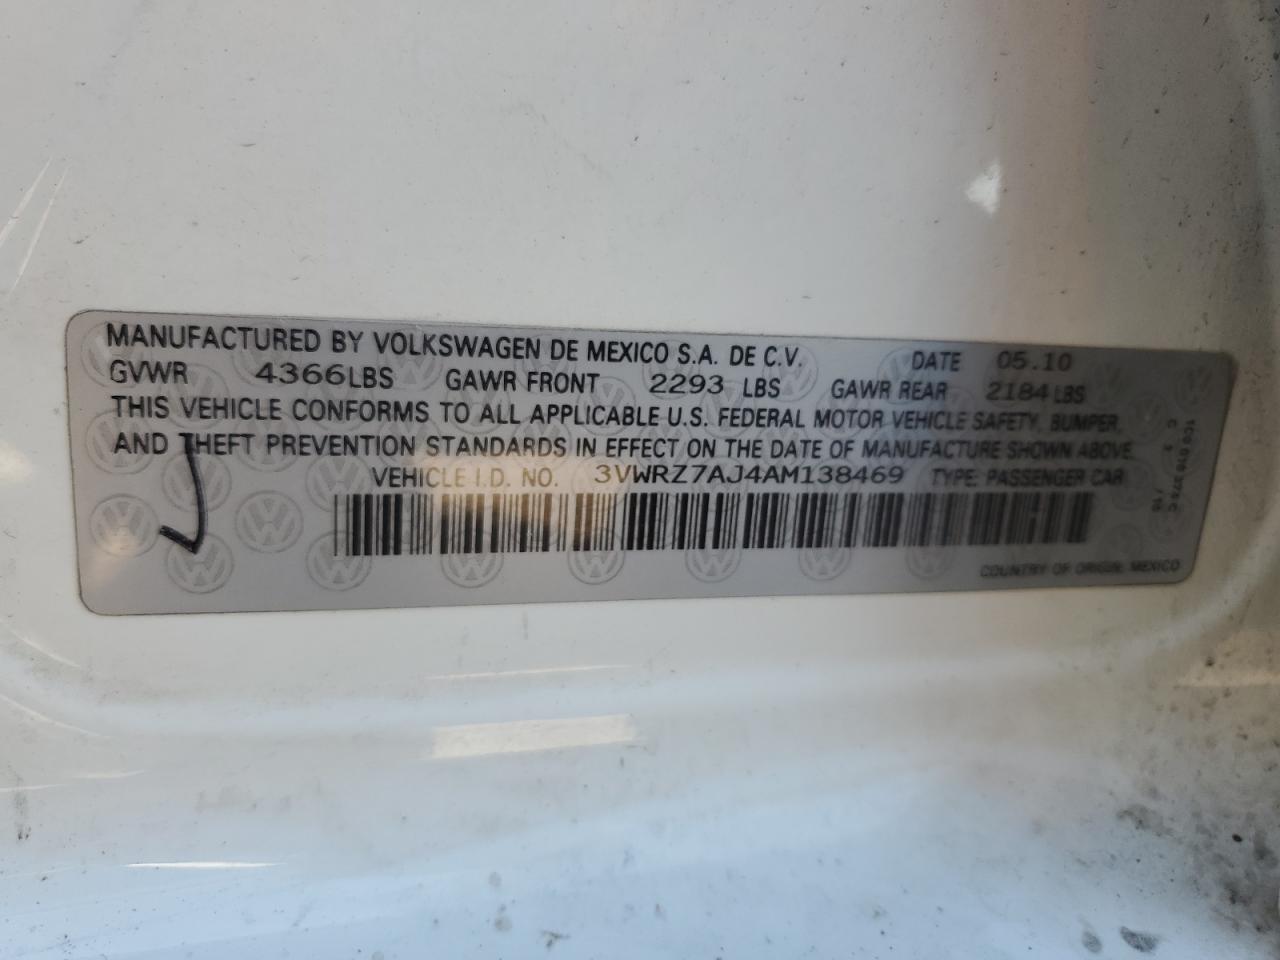 MANUFACTURED BY VOLKSWAGEN DE MEXICO S.A. DE C.V. DATE 05.10
GVWR 4366LBS GAWR FRONT 2293 LBS GAWR REAR 2184LBS
THIS VEHICLE CONFORMS TO ALL APPLICABLE U.S. FEDERAL MOTOR VEHICLE SAFETY, BUMPER,
AND THEFT PREVENTION STANDARDS IN EFFECT ON THE DATE OF MANUFACTURE SHOWN ABOVE.
VEHICLE I.D. NO. 3VWRZ7AJ4AM138469 TYPE: PASSENGER CAR
COUNTRY OF ORIGIN: MEXICO